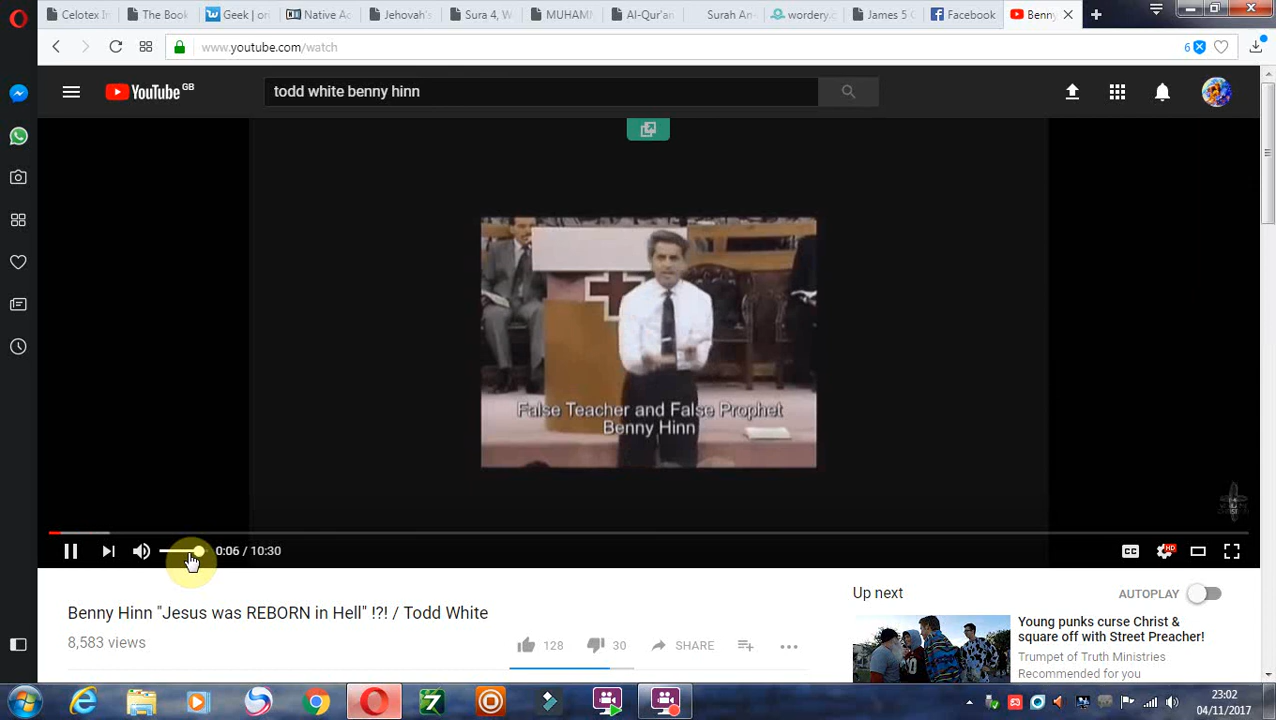 Celotex Im
The Book
Geek | on
Native Ac
Jehovah's
Sura 4. W
MUHAMM
Al-Qur'an
Surah An
wordery.c
James 5
Facebook
Benny
www.youtube.com/watch
6
YouTube GB
todd white benny hinn
False Teacher and False Prophet
Benny Hinn
0:06 / 10:30
CC
HD
Benny Hinn "Jesus was REBORN in Hell" !?! / Todd White
8,583 views
128
30
SHARE
Up next
AUTOPLAY
Young punks curse Christ &
square off with Street Preacher!
Trumpet of Truth Ministries
Recommended for you
23:02
04/11/2017